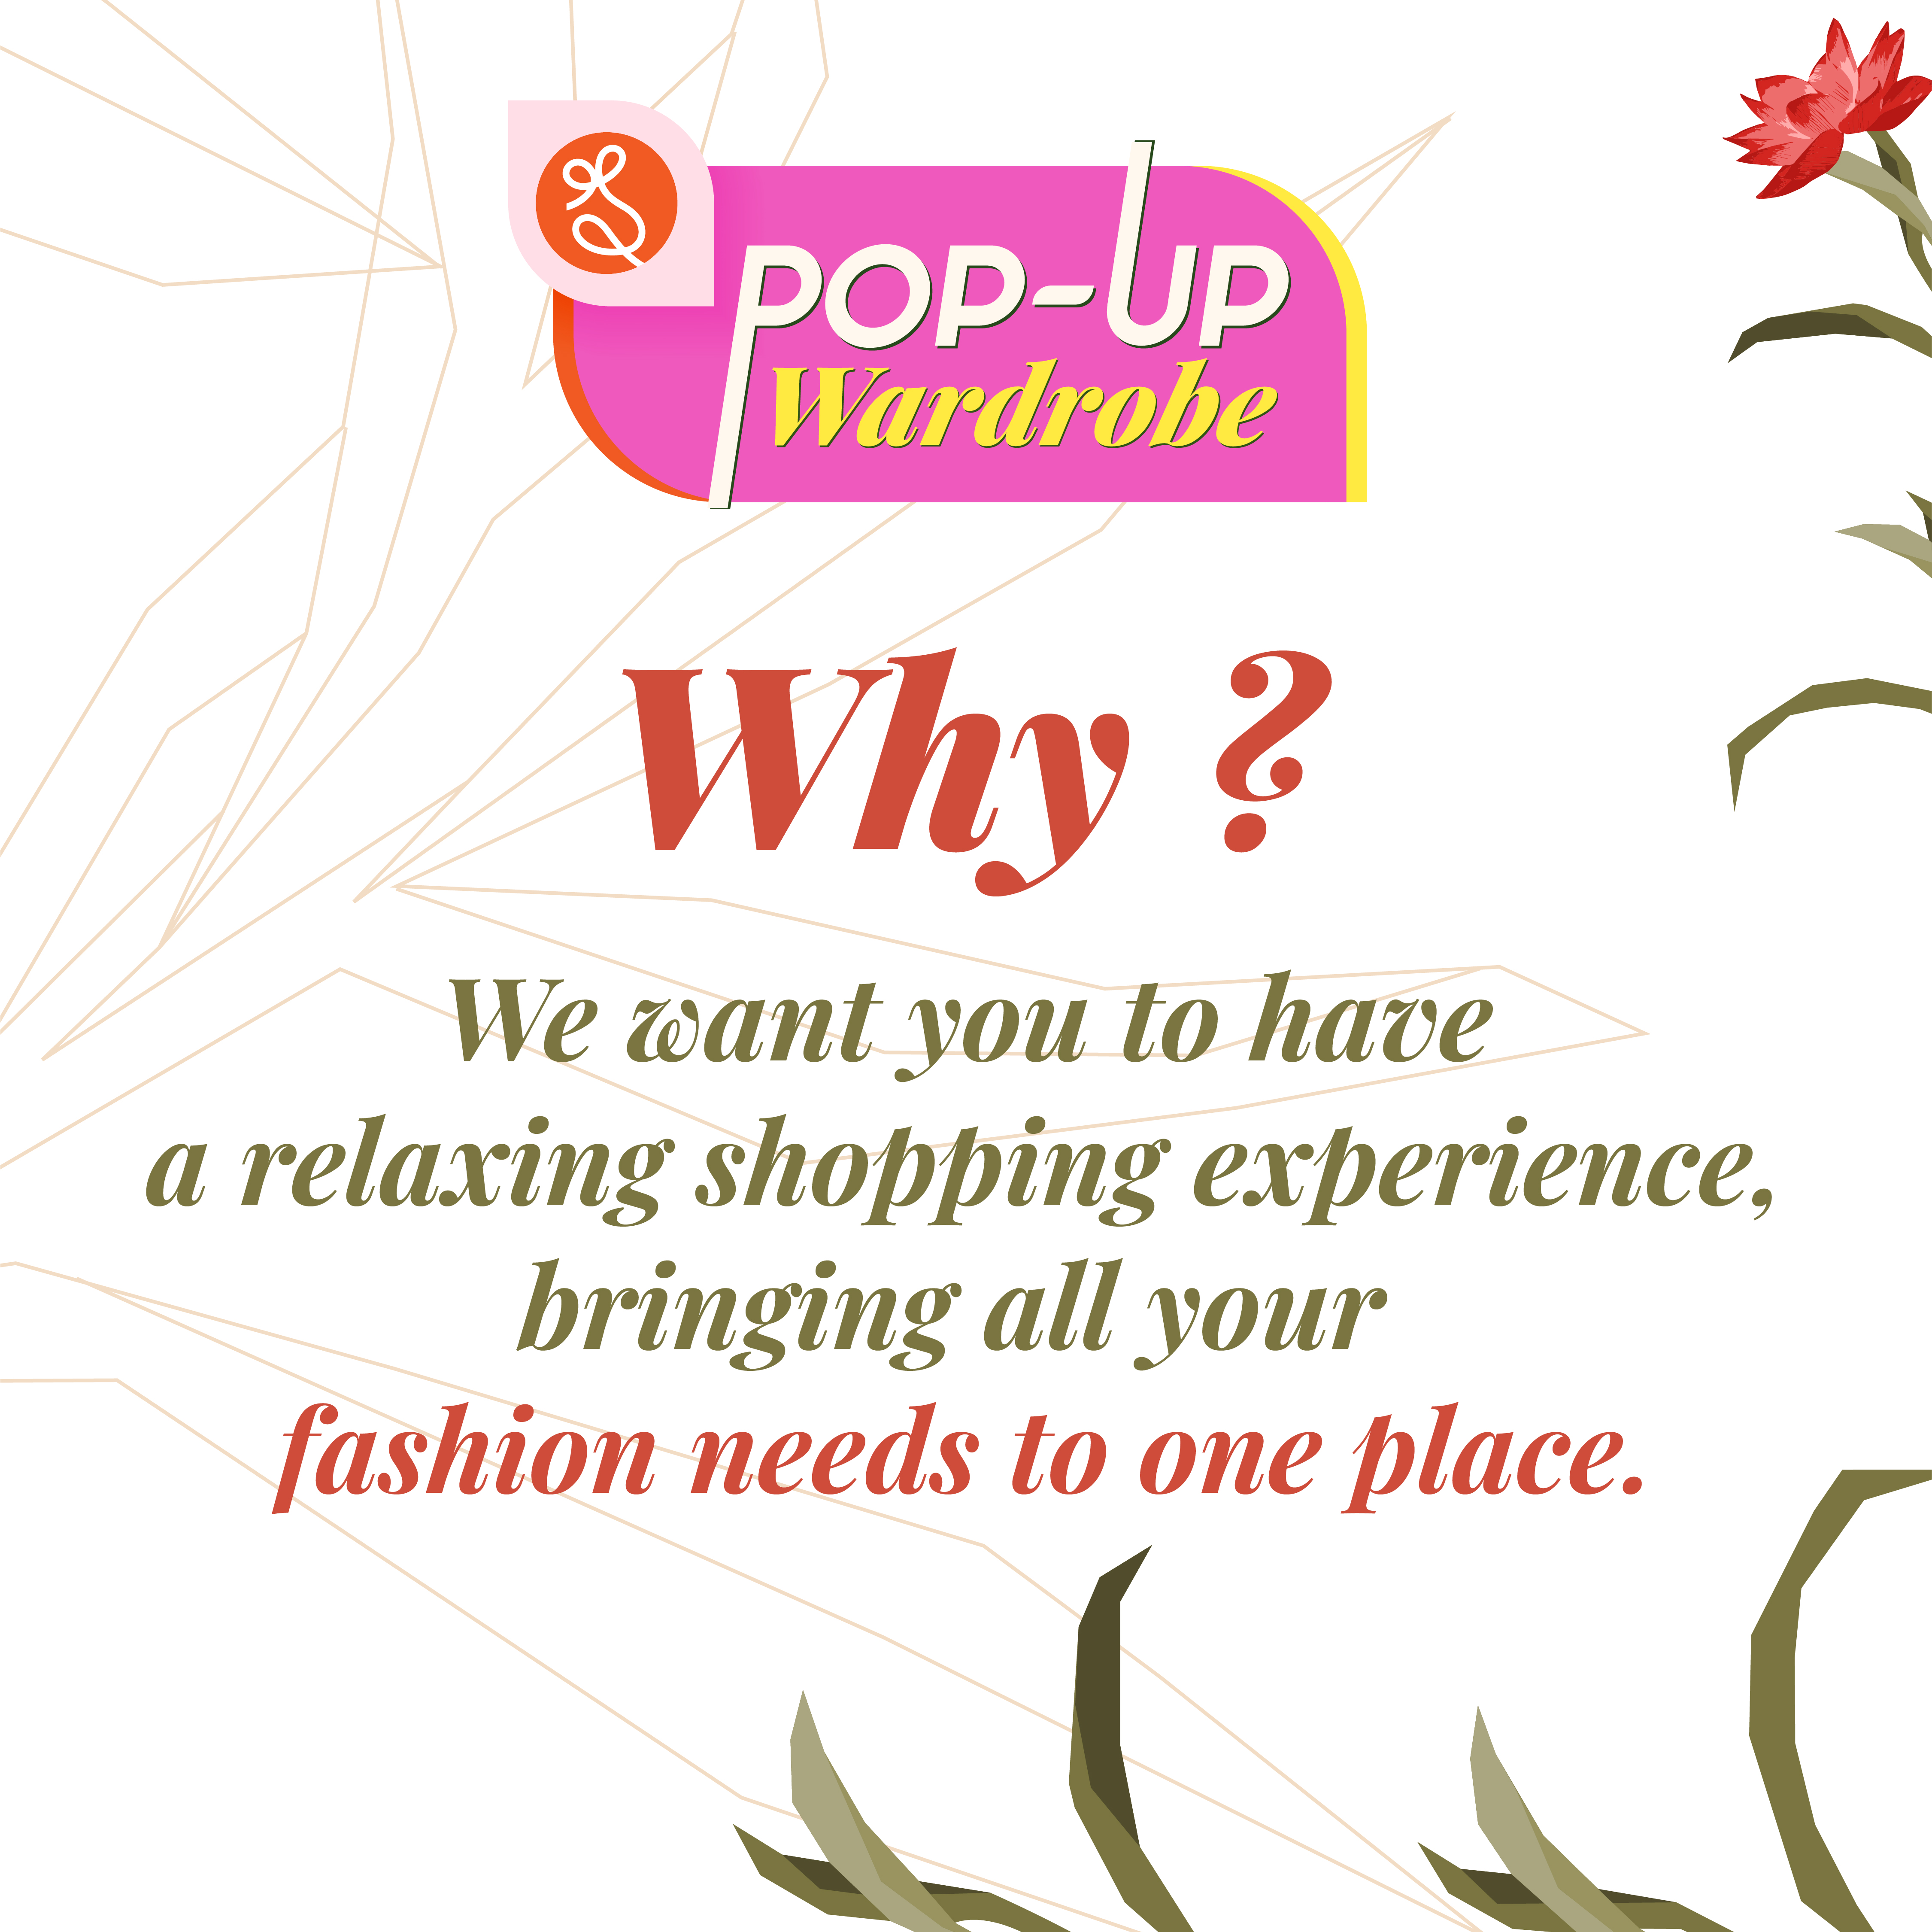 POP-UP
Wardrobe
Why ?
We want you to have
a relaxing shopping experience,
bringing all your
fashion needs to one place.